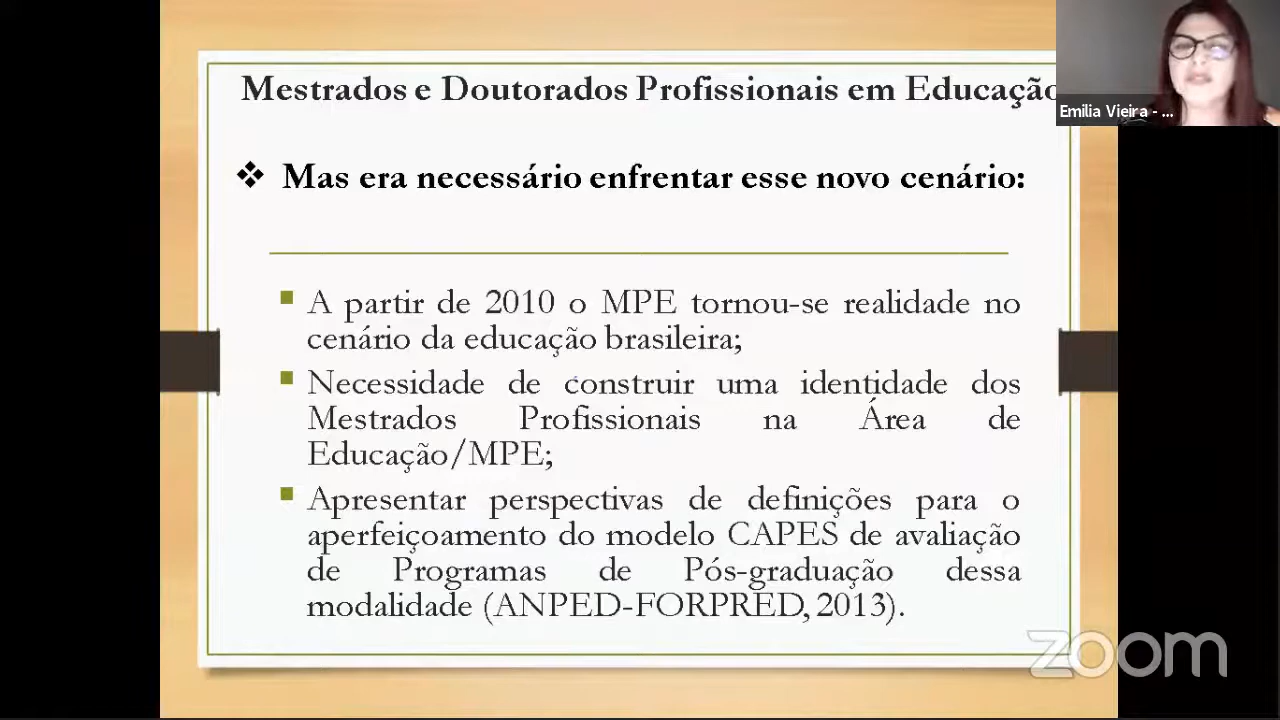 Mestrados e Doutorados Profissionais em Educação
Emilia Vieira - ...
❖ Mas era necessário enfrentar esse novo cenário:
▪ A partir de 2010 o MPE tornou-se realidade no
cenário da educação brasileira;
▪ Necessidade de construir uma identidade dos
Mestrados Profissionais na Área de
Educação/MPE;
▪ Apresentar perspectivas de definições para o
aperfeiçoamento do modelo CAPES de avaliação
de Programas de Pós-graduação dessa
modalidade (ANPED-FORPRED, 2013).
zoom